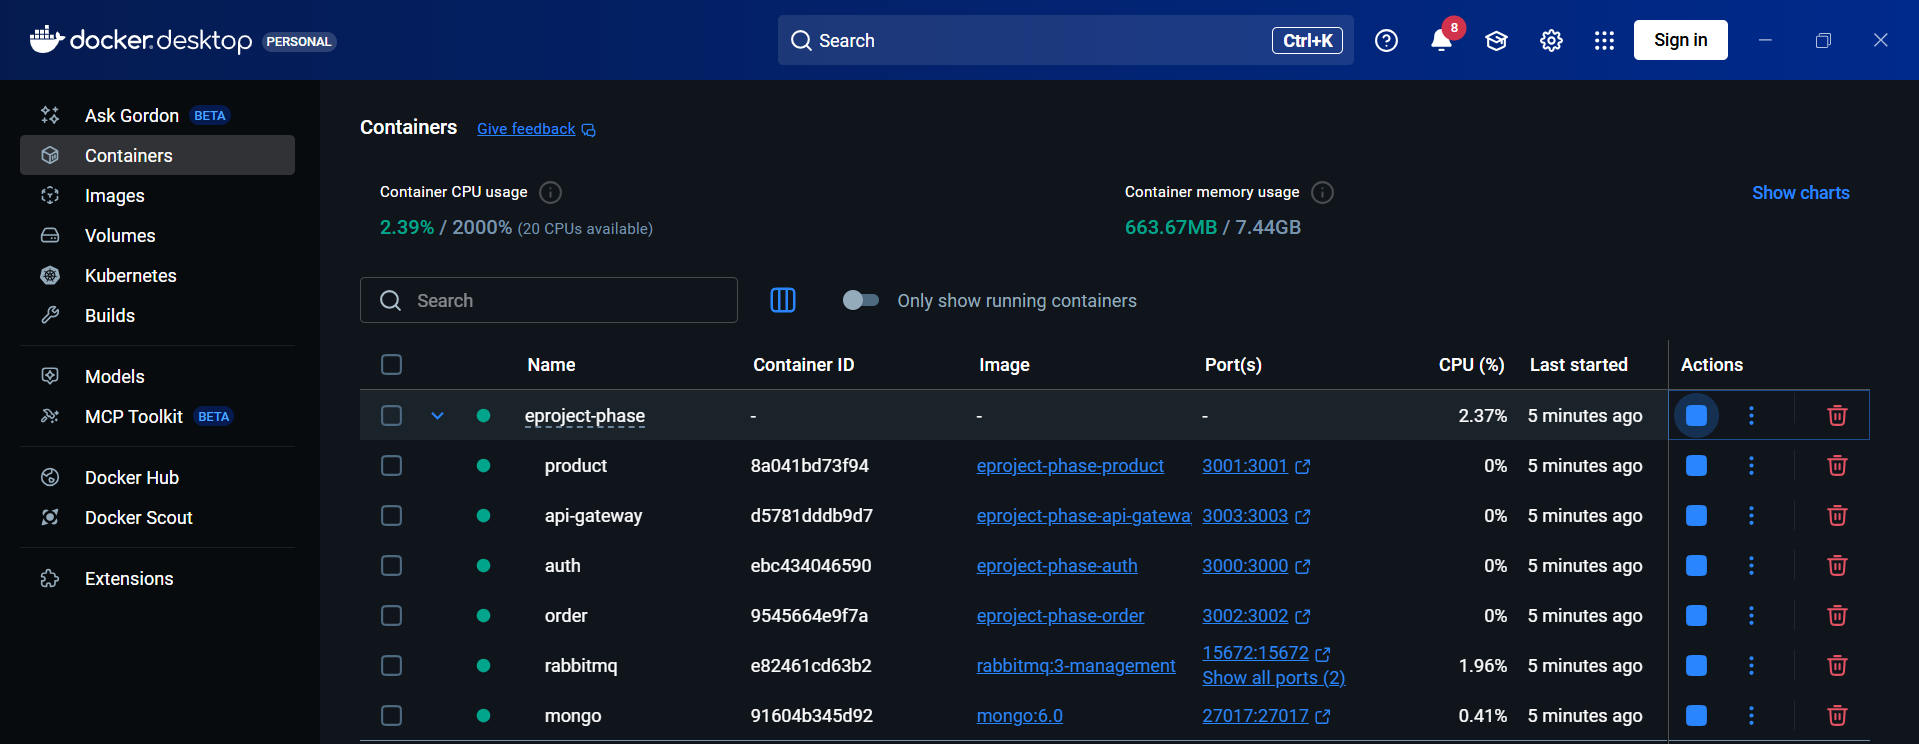 docker.desktop PERSONAL
Search Ctrl+K
8
Sign in
Ask Gordon BETA
Containers
Images
Volumes
Kubernetes
Builds
Models
MCP Toolkit BETA
Docker Hub
Docker Scout
Extensions
Containers Give feedback
Container CPU usage
2.39% / 2000% (20 CPUs available)
Container memory usage
663.67MB / 7.44GB
Show charts
Search
Only show running containers
Name Container ID Image Port(s) CPU (%) Last started Actions
eproject-phase - - - 2.37% 5 minutes ago
product 8a041bd73f94 eproject-phase-product 3001:3001 0% 5 minutes ago
api-gateway d5781dddb9d7 eproject-phase-api-gateway 3003:3003 0% 5 minutes ago
auth ebc434046590 eproject-phase-auth 3000:3000 0% 5 minutes ago
order 9545664e9f7a eproject-phase-order 3002:3002 0% 5 minutes ago
rabbitmq e82461cd63b2 rabbitmq:3-management 15672:15672 1.96% 5 minutes ago
Show all ports (2)
mongo 91604b345d92 mongo:6.0 27017:27017 0.41% 5 minutes ago